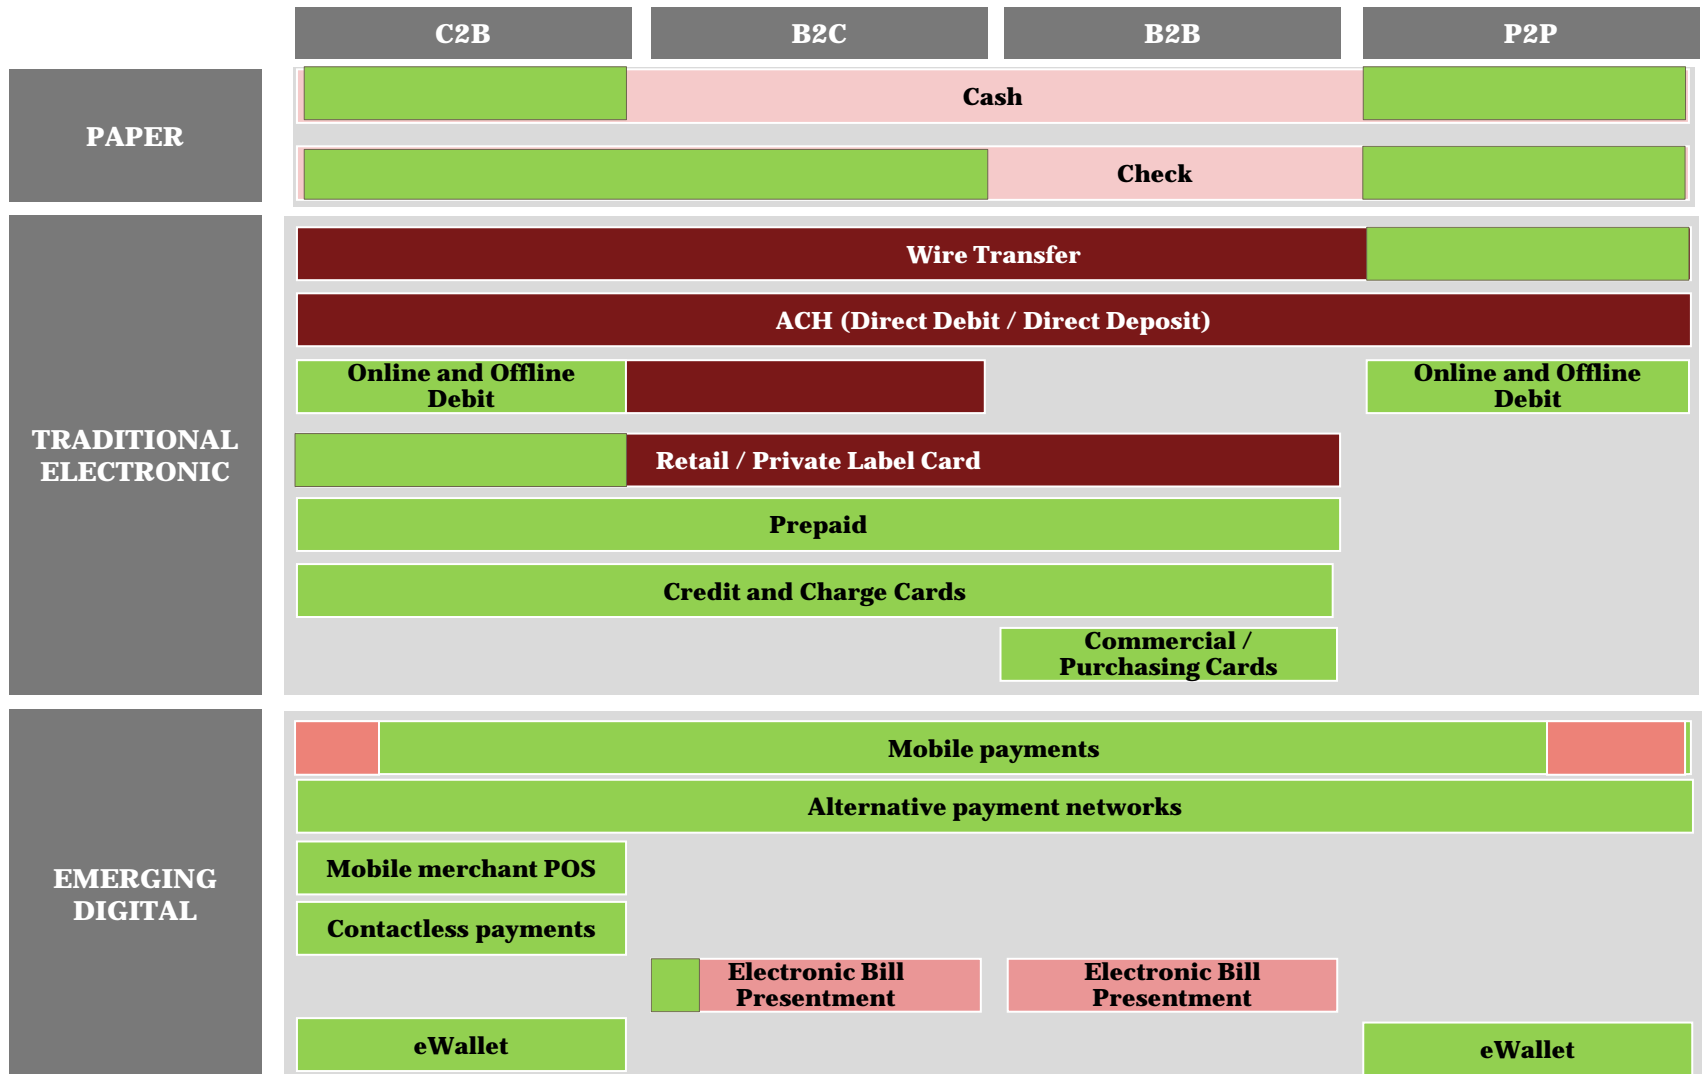 C2B
B2C
B2B
P2P
PAPER
Cash
Check
TRADITIONAL
ELECTRONIC
Wire Transfer
ACH (Direct Debit / Direct Deposit)
Online and Offline
Debit
Online and Offline
Debit
Retail / Private Label Card
Prepaid
Credit and Charge Cards
Commercial /
Purchasing Cards
EMERGING
DIGITAL
Mobile payments
Alternative payment networks
Mobile merchant POS
Contactless payments
Electronic Bill
Presentment
Electronic Bill
Presentment
eWallet
eWallet